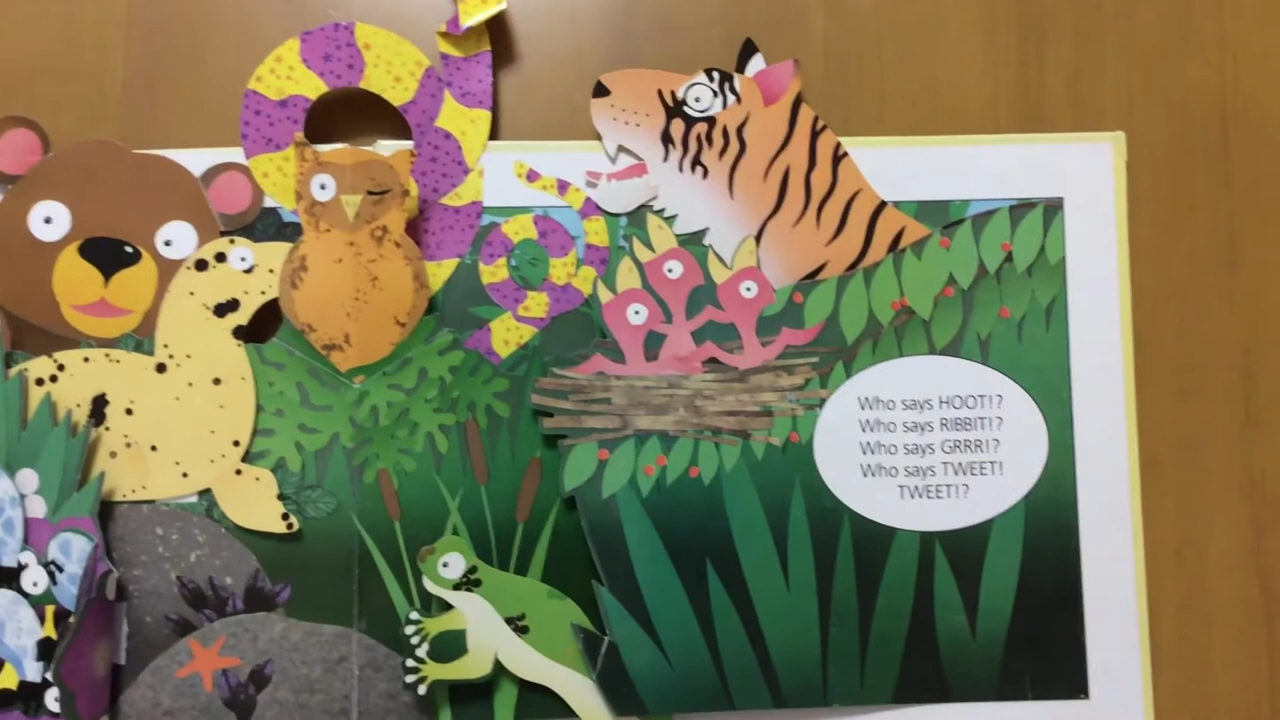 Who says HOOT!?
Who says RIBBIT!?
Who says GRRR!?
Who says TWEET!
TWEET!?